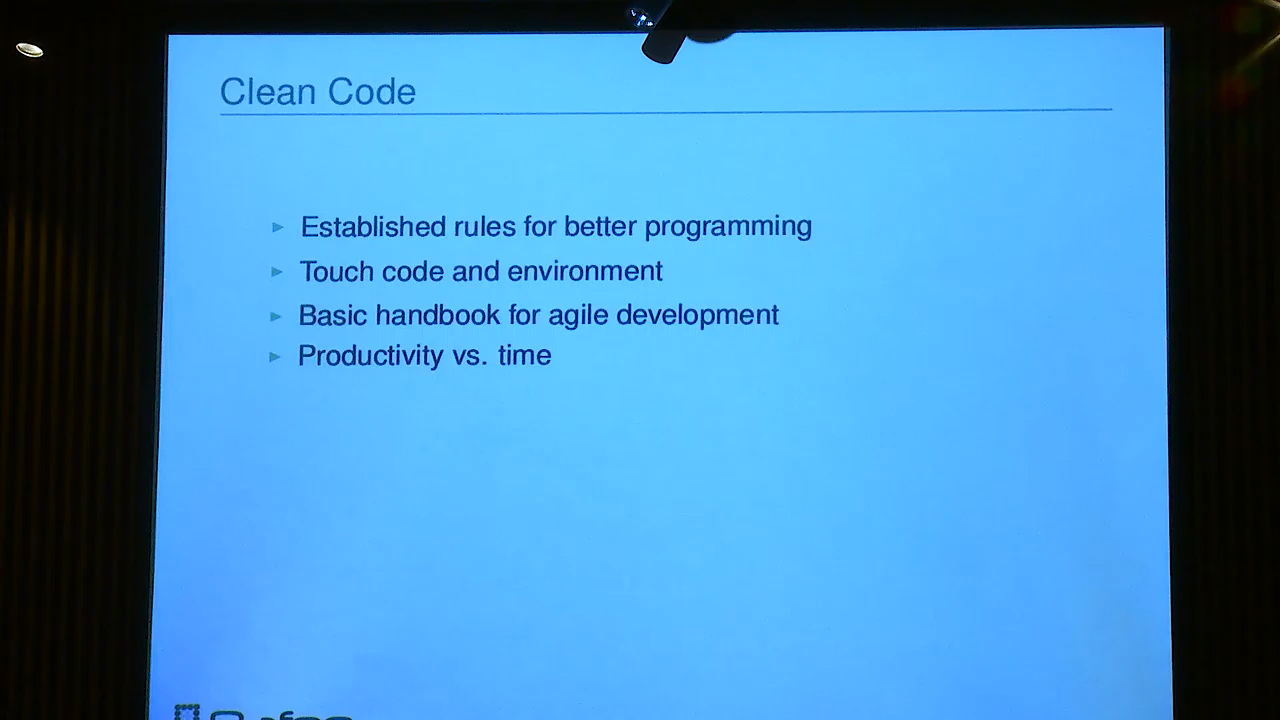 Clean Code
Established rules for better programming
Touch code and environment
Basic handbook for agile development
Productivity vs. time